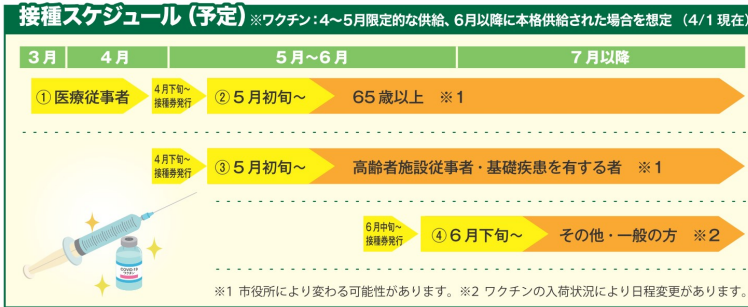 接種スケジュール(予定)※ワクチン:4〜5月限定的な供給、6月以降に本格供給された場合を想定 (4/1 現在)
3月 4月 5月〜6月 7月以降
①医療従事者 4月下旬〜 ②5月初旬〜 65歳以上 ※1
接種券発行
4月下旬〜 ③5月初旬〜 高齢者施設従事者・基礎疾患を有する者 ※1
接種券発行
6月中旬〜 ④6月下旬〜 その他・一般の方 ※2
接種券発行
COVID-19
ワクチン
※1 市役所により変わる可能性があります。※2 ワクチンの入荷状況により日程変更があります。